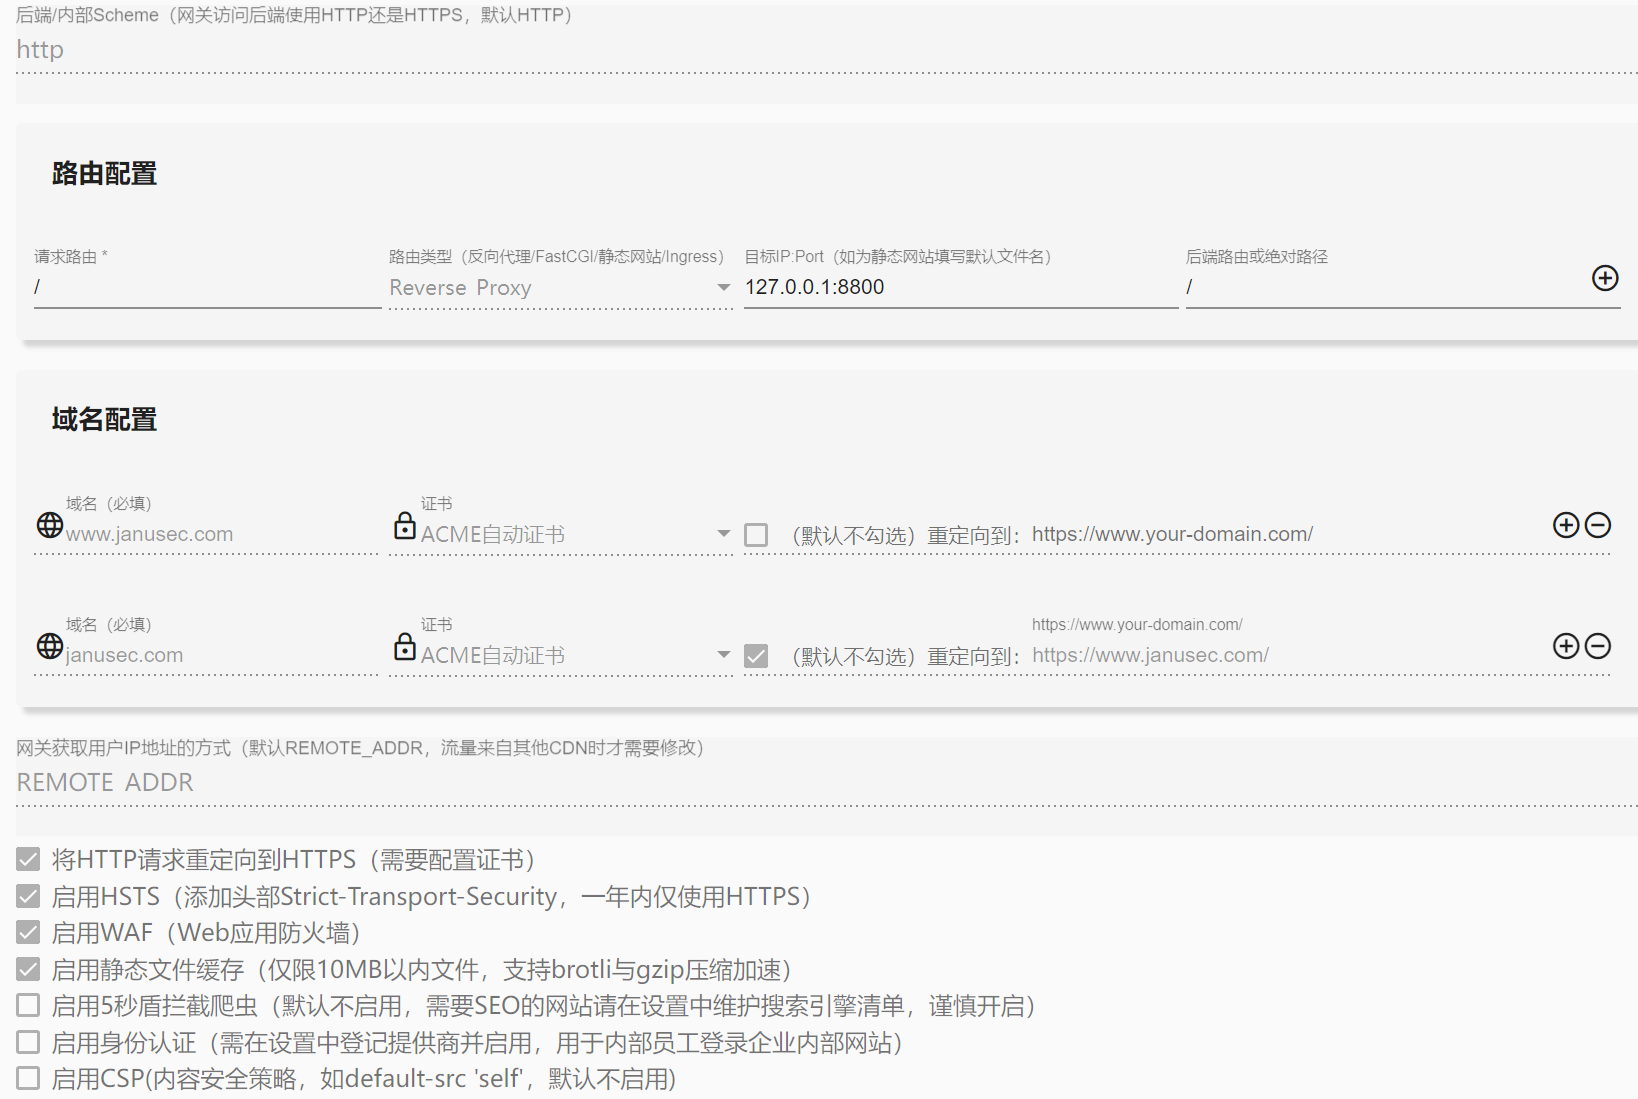 后端/内部Scheme（网关访问后端使用HTTP还是HTTPS，默认HTTP）
http
路由配置
请求路由 * 路由类型（反向代理/FastCGI/静态网站/Ingress） 目标IP:Port（如为静态网站填写默认文件名） 后端路由或绝对路径
/ Reverse Proxy 127.0.0.1:8800 /
域名配置
域名（必填） 证书
www.janusec.com ACME自动证书 （默认不勾选）重定向到： https://www.your-domain.com/
域名（必填） 证书 https://www.your-domain.com/
janusec.com ACME自动证书 （默认不勾选）重定向到： https://www.janusec.com/
网关获取用户IP地址的方式（默认REMOTE_ADDR，流量来自其他CDN时才需要修改）
REMOTE ADDR
将HTTP请求重定向到HTTPS（需要配置证书）
启用HSTS（添加头部Strict-Transport-Security，一年内仅使用HTTPS）
启用WAF（Web应用防火墙）
启用静态文件缓存（仅限10MB以内文件，支持brotli与gzip压缩加速）
启用5秒盾拦截爬虫（默认不启用，需要SEO的网站请在设置中维护搜索引擎清单，谨慎开启）
启用身份认证（需在设置中登记提供商并启用，用于内部员工登录企业内部网站）
启用CSP(内容安全策略，如default-src 'self'，默认不启用)